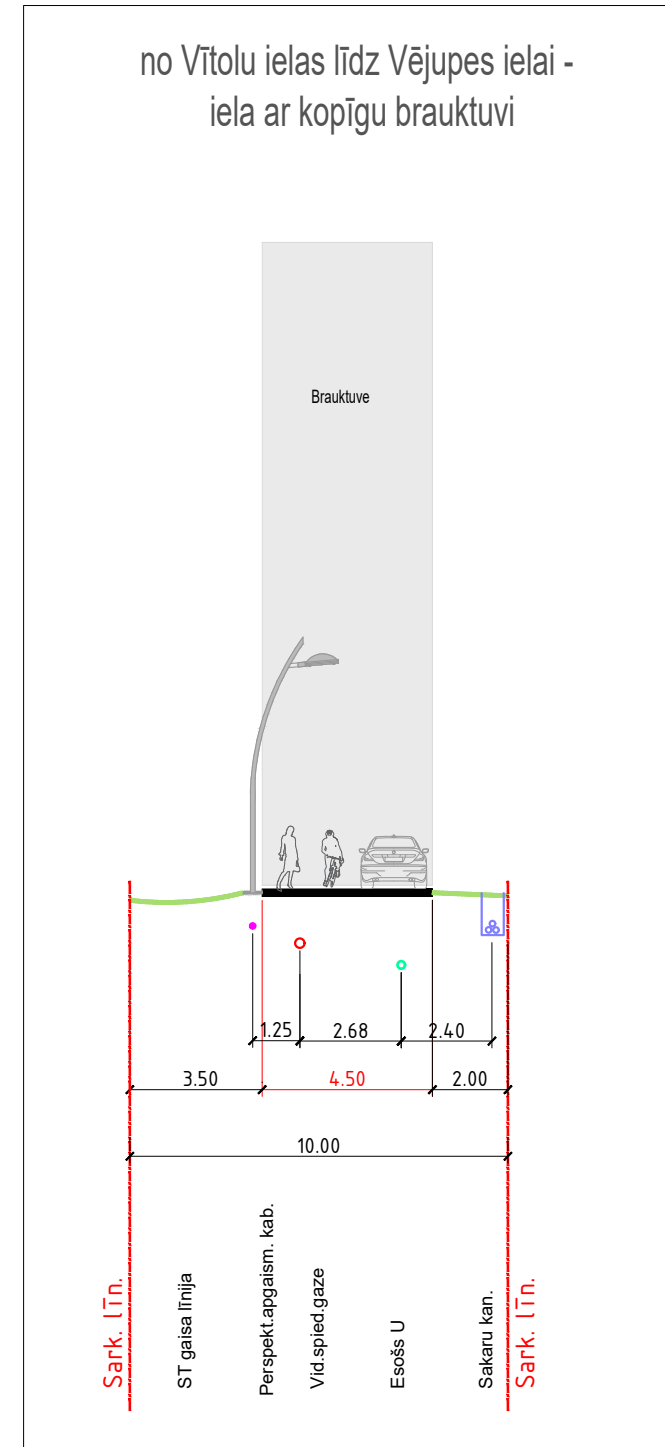 no Vītolu ielas līdz Vējupes ielai -
iela ar kopīgu brauktuvi
Brauktuve
1.25
2.68
2.40
3.50
4.50
2.00
10.00
Sark. līn.
ST gaisa līnija
Perspekt.apgaism. kab.
Vid.spied.gaze
Esošs U
Sakaru kan.
Sark. līn.